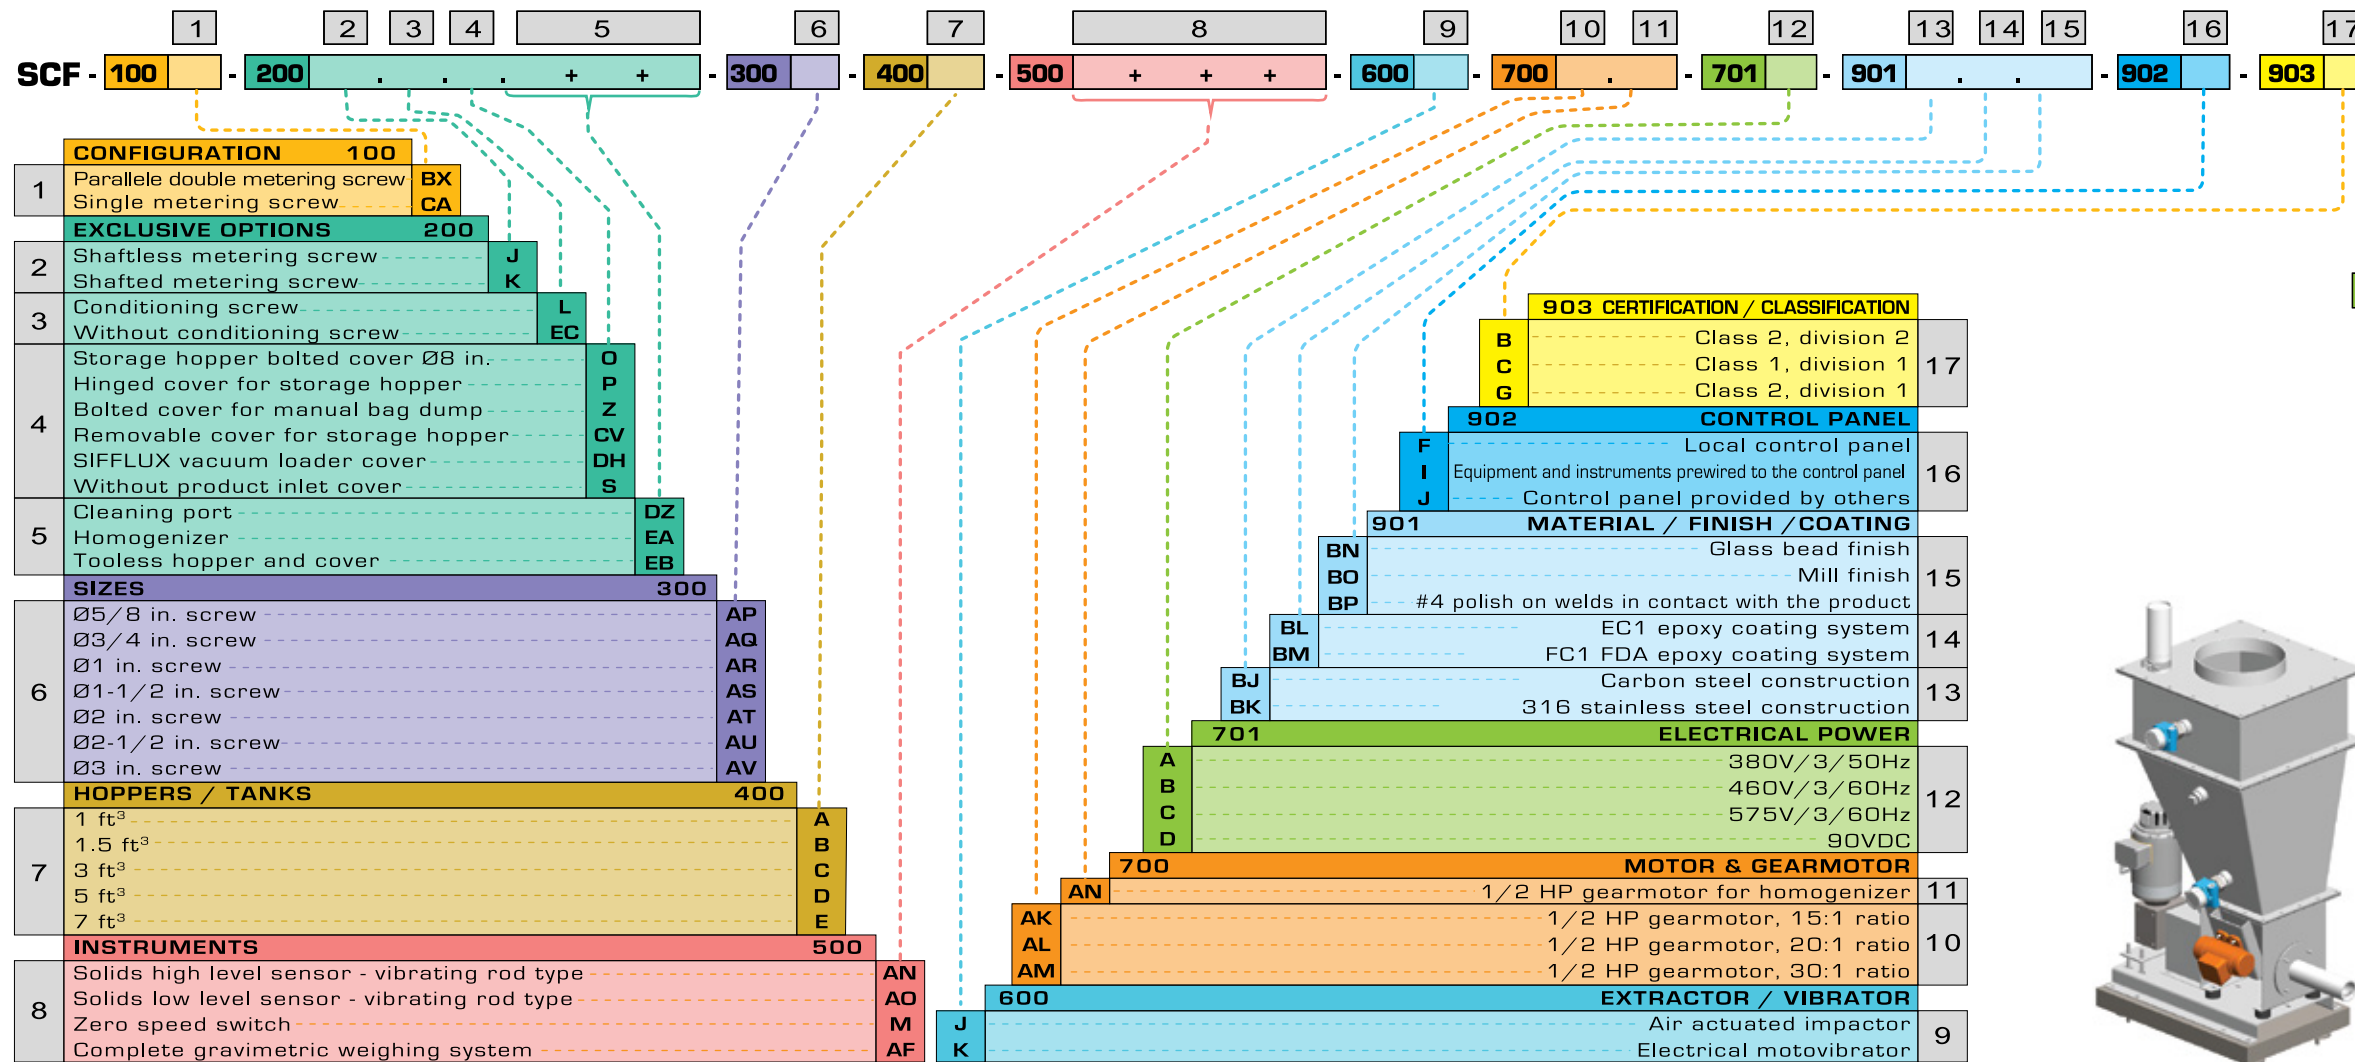 1 2 3 4 5 6 7 8 9 10 11 12 13 14 15 16 17
SCF - 100 - 200 . . . + + - 300 - 400 - 500 + + + - 600 - 700 . - 701 - 901 . . - 902 - 903
CONFIGURATION 100
1
Parallele double metering screw BX
Single metering screw CA
EXCLUSIVE OPTIONS 200
2
Shaftless metering screw J
Shafted metering screw K
3
Conditioning screw L
Without conditioning screw EC
4
Storage hopper bolted cover Ø8 in. O
Hinged cover for storage hopper P
Bolted cover for manual bag dump Z
Removable cover for storage hopper CV
SIFFLUX vacuum loader cover DH
Without product inlet cover S
5
Cleaning port DZ
Homogenizer EA
Tooless hopper and cover EB
SIZES 300
6
Ø5/8 in. screw AP
Ø3/4 in. screw AQ
Ø1 in. screw AR
Ø1-1/2 in. screw AS
Ø2 in. screw AT
Ø2-1/2 in. screw AU
Ø3 in. screw AV
HOPPERS / TANKS 400
7
1 ft³ A
1.5 ft³ B
3 ft³ C
5 ft³ D
7 ft³ E
INSTRUMENTS 500
8
Solids high level sensor - vibrating rod type AN
Solids low level sensor - vibrating rod type AO
Zero speed switch M
Complete gravimetric weighing system AF
903 CERTIFICATION / CLASSIFICATION
B Class 2, division 2
C Class 1, division 1
G Class 2, division 1
17
902 CONTROL PANEL
F Local control panel
I Equipment and instruments prewired to the control panel
J Control panel provided by others
16
901 MATERIAL / FINISH /COATING
BN Glass bead finish
BO Mill finish
BP #4 polish on welds in contact with the product
15
BL EC1 epoxy coating system
BM FC1 FDA epoxy coating system
14
BJ Carbon steel construction
BK 316 stainless steel construction
13
701 ELECTRICAL POWER
A 380V/3/50Hz
B 460V/3/60Hz
C 575V/3/60Hz
D 90VDC
12
700 MOTOR & GEARMOTOR
AN 1/2 HP gearmotor for homogenizer 11
AK 1/2 HP gearmotor, 15:1 ratio
AL 1/2 HP gearmotor, 20:1 ratio
AM 1/2 HP gearmotor, 30:1 ratio
10
600 EXTRACTOR / VIBRATOR
J Air actuated impactor
K Electrical motovibrator
9